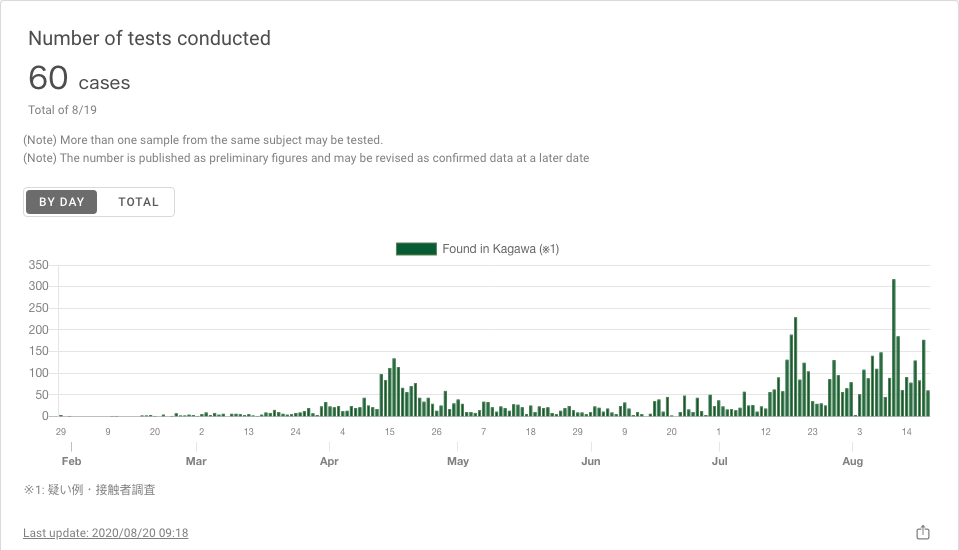 Number of tests conducted
60 cases
Total of 8/19
(Note) More than one sample from the same subject may be tested.
(Note) The number is published as preliminary figures and may be revised as confirmed data at a later date
BY DAY TOTAL
Found in Kagawa (※1)
350
300
250
200
150
100
50
0
29 9 20 2 13 24 4 15 26 7 18 29 9 20 1 12 23 3 14
Feb Mar Apr May Jun Jul Aug
※1: 疑い例・接触者調査
Last update: 2020/08/20 09:18